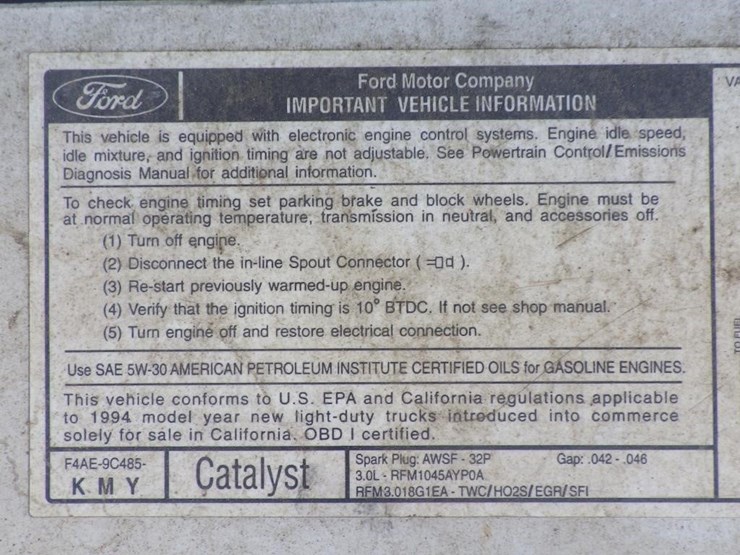 Ford
Ford Motor Company
IMPORTANT VEHICLE INFORMATION
VA
This vehicle is equipped with electronic engine control systems. Engine idle speed,
idle mixture, and ignition timing are not adjustable. See Powertrain Control/Emissions
Diagnosis Manual for additional information.
To check engine timing set parking brake and block wheels. Engine must be
at normal operating temperature, transmission in neutral, and accessories off.
(1) Turn off engine.
(2) Disconnect the in-line Spout Connector ( ).
(3) Re-start previously warmed-up engine.
(4) Verify that the ignition timing is 10° BTDC. If not see shop manual.
(5) Turn engine off and restore electrical connection.
TO FUEL
Use SAE 5W-30 AMERICAN PETROLEUM INSTITUTE CERTIFIED OILS for GASOLINE ENGINES.
This vehicle conforms to U.S. EPA and California regulations applicable
to 1994 model year new light-duty trucks introduced into commerce
solely for sale in California. OBD I certified.
F4AE-9C485-
KMY
Catalyst
Spark Plug: AWSF - 32P Gap: .042 - .046
3.0L - RFM1045AYP0A
RFM3.018G1EA - TWC/HO2S/EGR/SFI